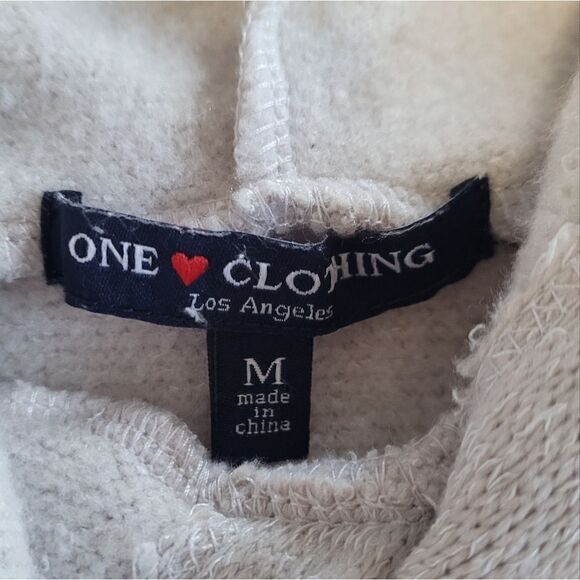 ONE ❤ CLOTHING
Los Angeles
M
made
in
china